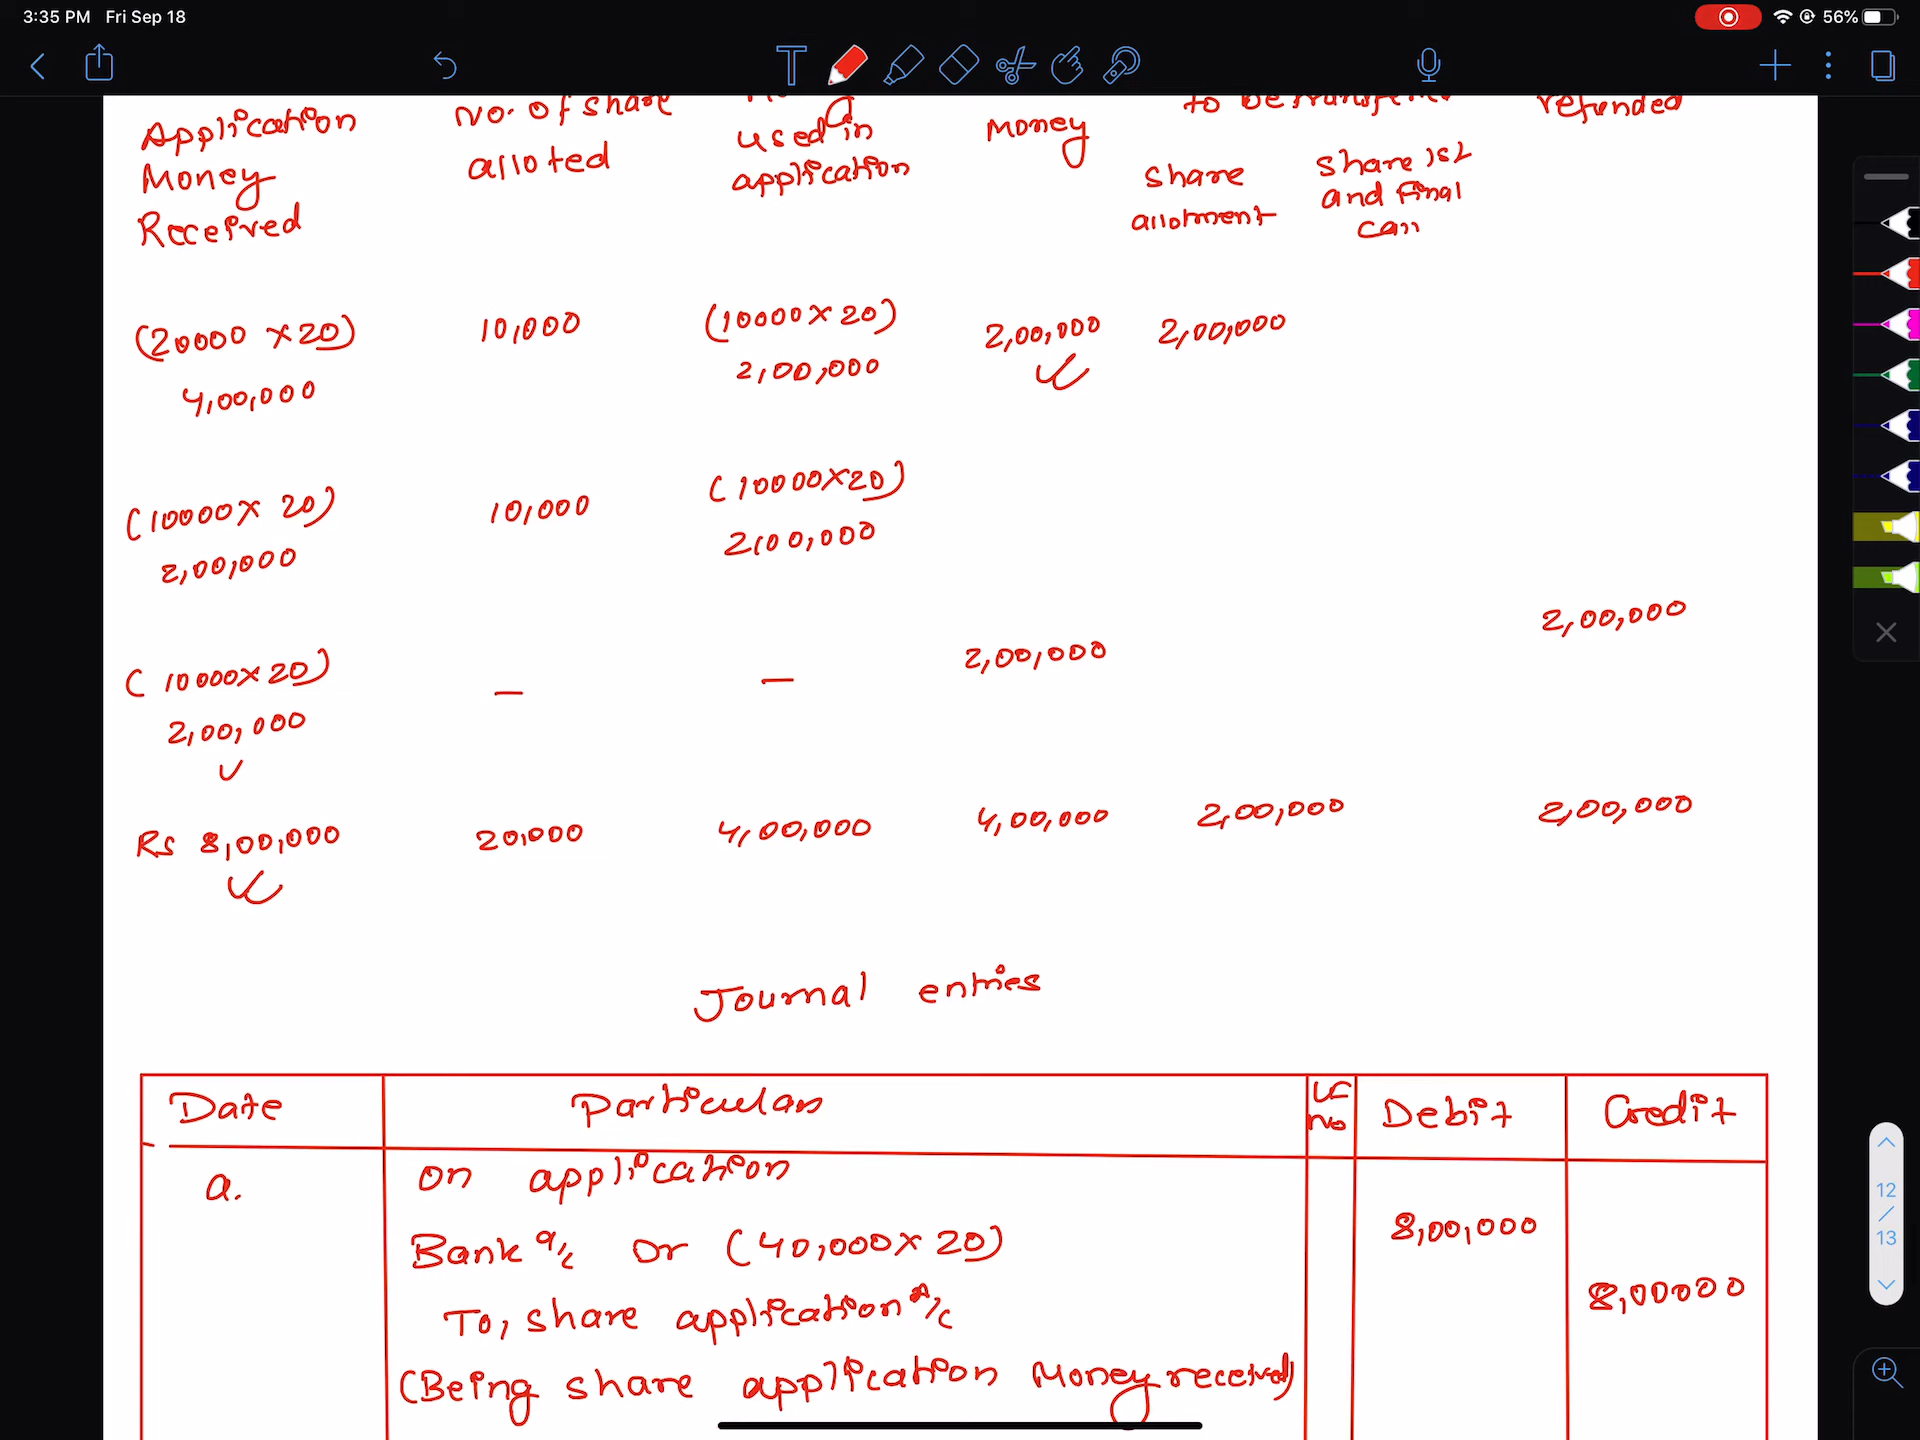 3:35 PM Fri Sep 18
56%
Application No. of share
Money alloted used in Money to be refunded
Received application share share 1st
allotment and final
call
(20000 × 20) 10,000 (10000 × 20) 2,00,000 2,00,000
4,00,000 2,00,000
(10000 × 20) 10,000 (10000 × 20)
2,00,000 2,00,000
2,00,000
(10000 × 20) — — 2,00,000
2,00,000
Rs 8,00,000 20,000 4,00,000 4,00,000 2,00,000 2,00,000
Journal entries
Date Particulars LF No Debit Credit
a. on application
Bank a/c Dr (40,000 × 20) 8,00,000
To, share application A/c 8,00000
(Being share application Money received)
12
/
13